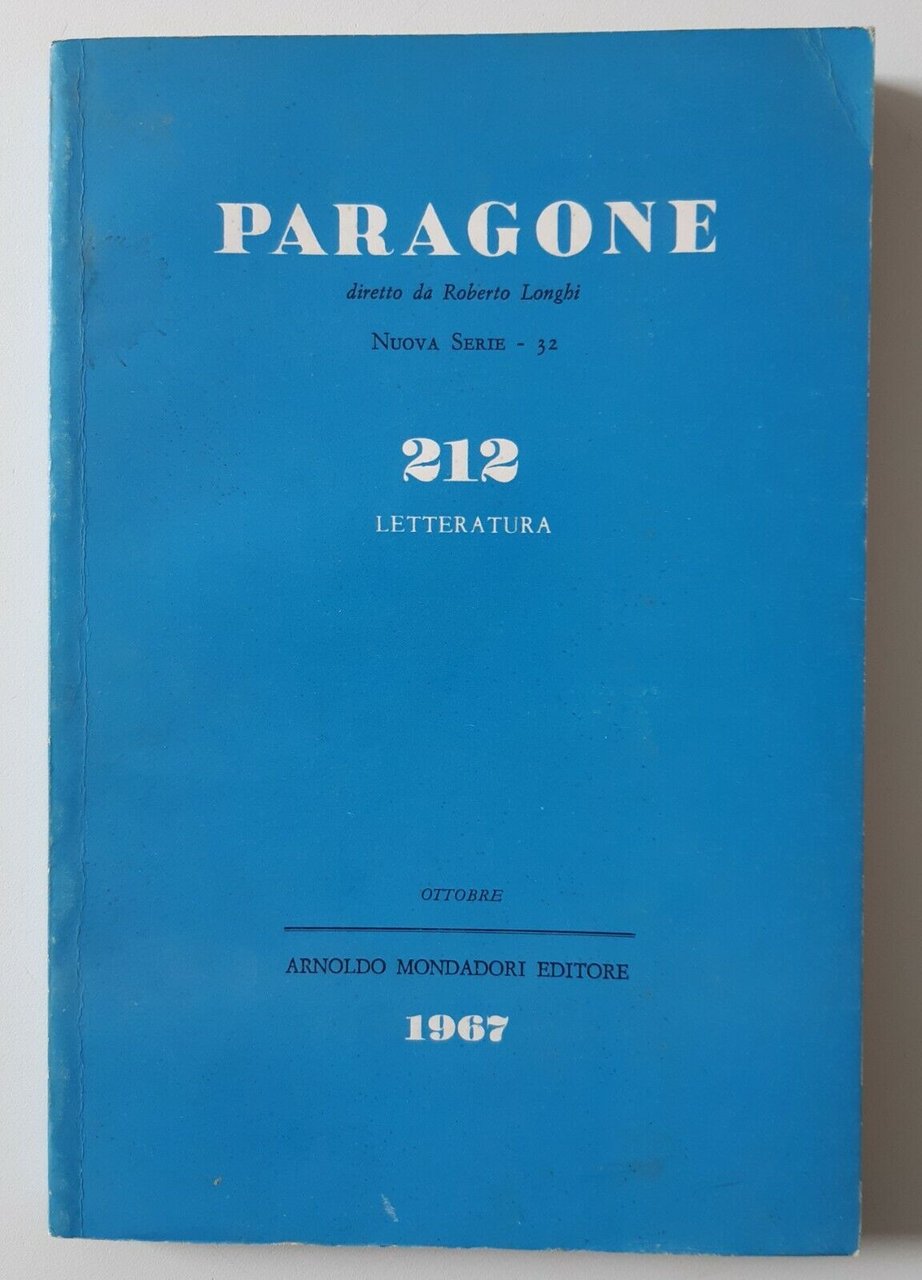 PARAGONE
diretto da Roberto Longhi
NUOVA SERIE - 32
212
LETTERATURA
OTTOBRE
ARNOLDO MONDADORI EDITORE
1967